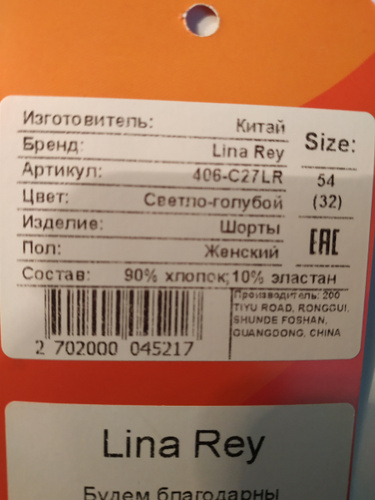 Изготовитель: Китай
Size:
Бренд: Lina Rey
Артикул: 406-C27LR
54
Цвет: Светло-голубой
(32)
Изделие: Шорты
EAC
Пол: Женский
Состав: 90% хлопок;10% эластан
Производитель: 200
TIYU ROAD, RONGGUI,
SHUNDE FOSHAN,
GUANGDONG, CHINA
2 702000 045217
Lina Rey
Будем благодарны